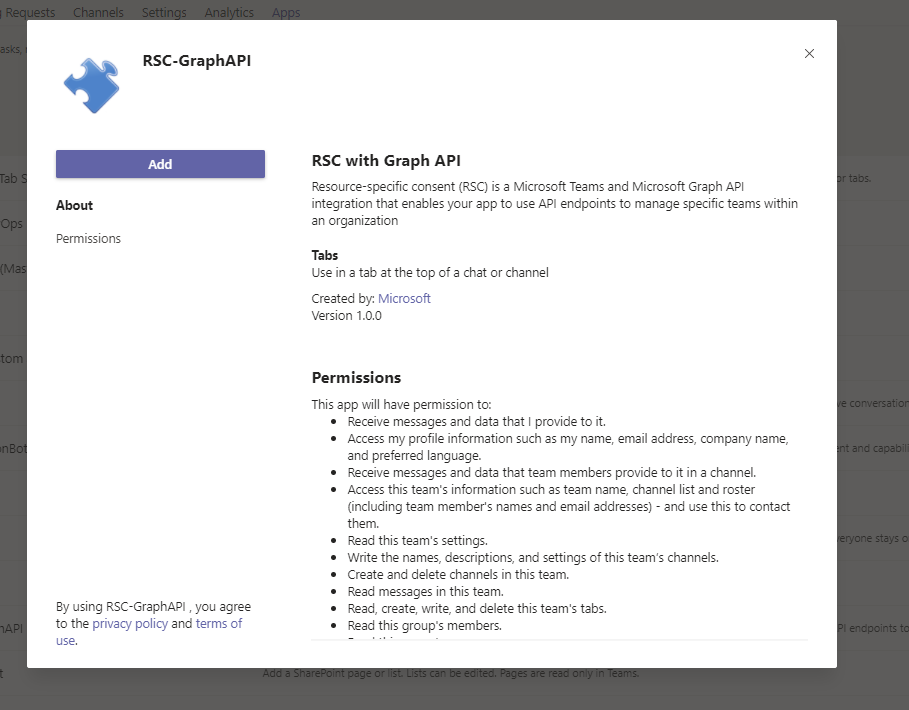 Requests Channels Settings Analytics Apps
RSC-GraphAPI
Add
About
Permissions
RSC with Graph API
Resource-specific consent (RSC) is a Microsoft Teams and Microsoft Graph API
integration that enables your app to use API endpoints to manage specific teams within
an organization
Tabs
Use in a tab at the top of a chat or channel
Created by: Microsoft
Version 1.0.0
Permissions
This app will have permission to:
Receive messages and data that I provide to it.
Access my profile information such as my name, email address, company name,
and preferred language.
Receive messages and data that team members provide to it in a channel.
Access this team's information such as team name, channel list and roster
(including team member's names and email addresses) - and use this to contact
them.
Read this team's settings.
Write the names, descriptions, and settings of this team's channels.
Create and delete channels in this team.
Read messages in this team.
Read, create, write, and delete this team's tabs.
Read this group's members.
By using RSC-GraphAPI , you agree
to the privacy policy and terms of
use.
asks,
Tab S
or tabs.
Ops
(Mas
tom
ve conversation
nBot
ent and capabili
veryone stays o
hAPI
PI endpoints to
t
Add a SharePoint page or list. Lists can be edited. Pages are read only in Teams.